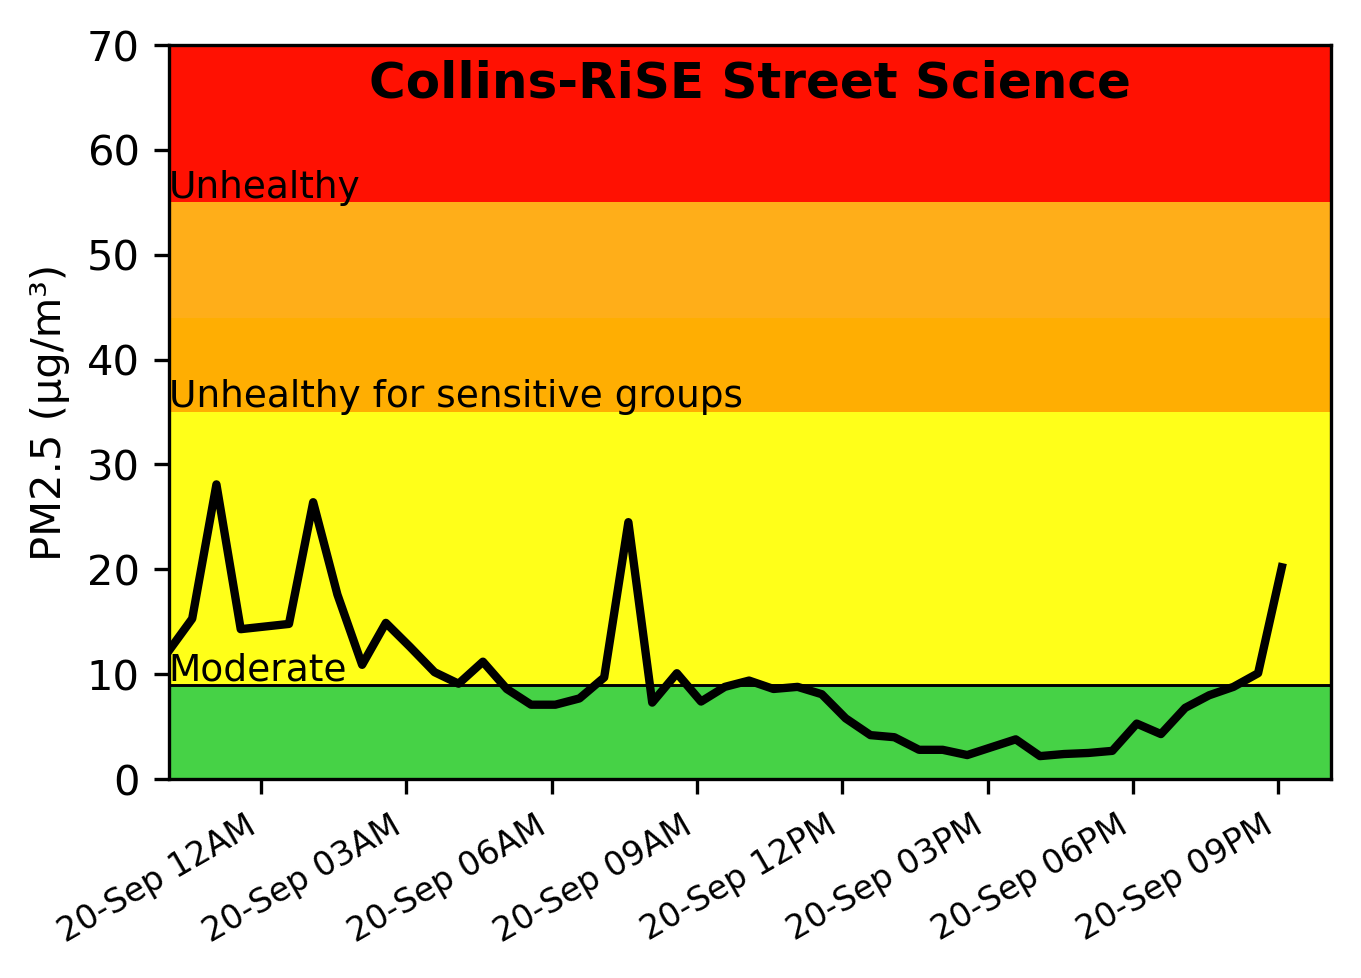 Collins-RiSE Street Science
70
60
50
40
30
20
10
0
PM2.5 (µg/m³)
Unhealthy
Unhealthy for sensitive groups
Moderate
20-Sep 12AM
20-Sep 03AM
20-Sep 06AM
20-Sep 09AM
20-Sep 12PM
20-Sep 03PM
20-Sep 06PM
20-Sep 09PM